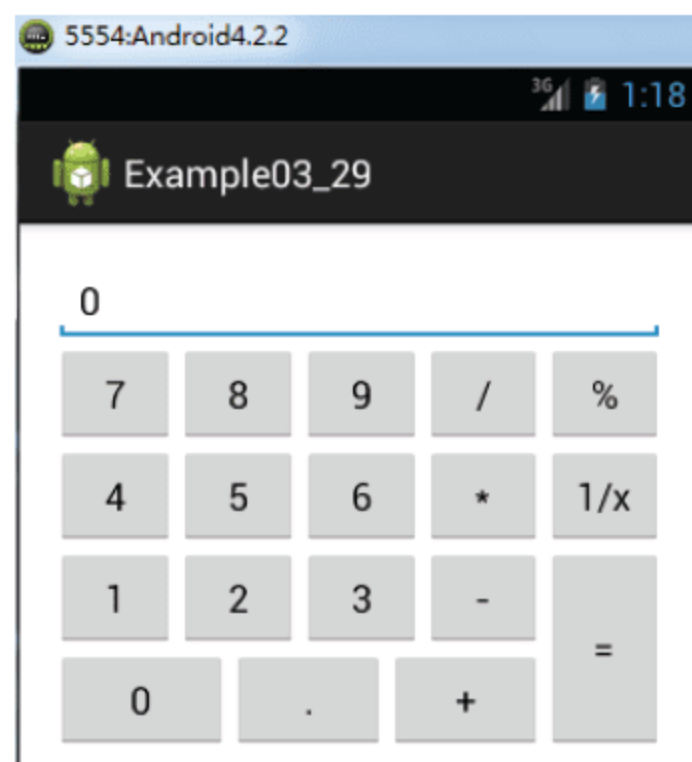 5554:Android4.2.2
3G 1:18
Example03_29
0
7 8 9 / %
4 5 6 * 1/x
1 2 3 -
=
0 . +